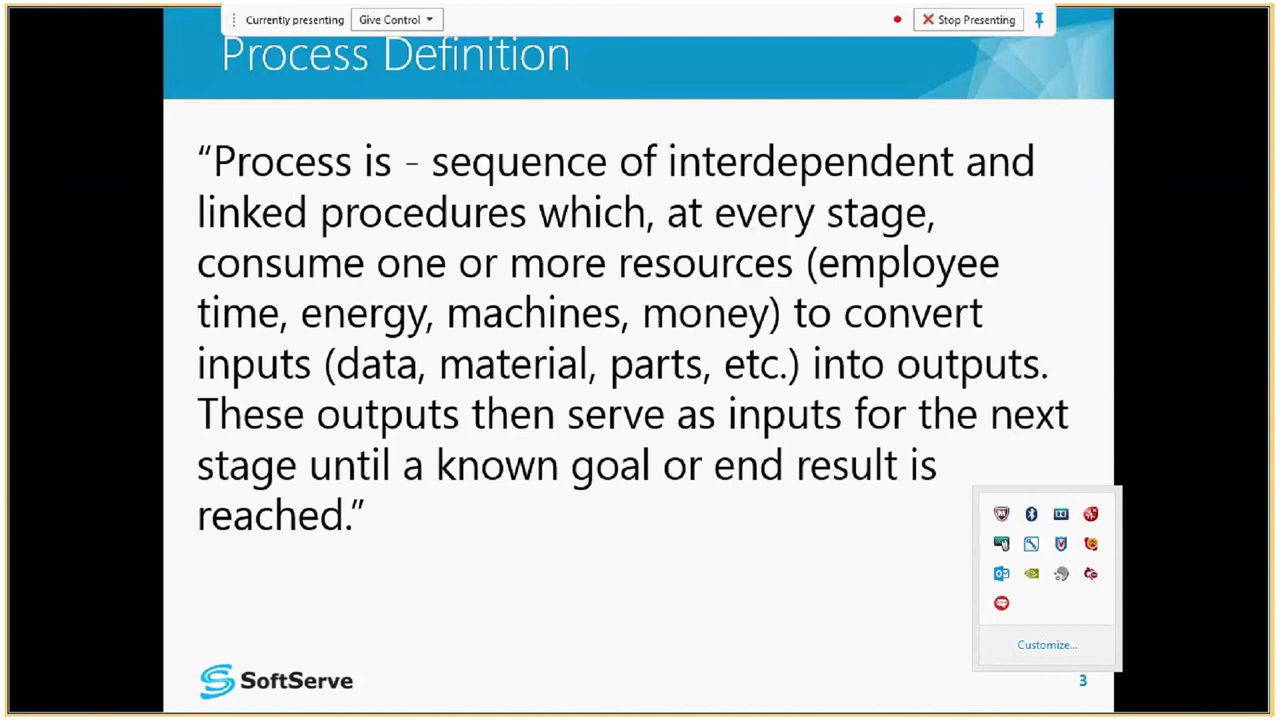 Currently presenting Give Control Stop Presenting
Process Definition
“Process is - sequence of interdependent and
linked procedures which, at every stage,
consume one or more resources (employee
time, energy, machines, money) to convert
inputs (data, material, parts, etc.) into outputs.
These outputs then serve as inputs for the next
stage until a known goal or end result is
reached.”
Customize...
SoftServe
3